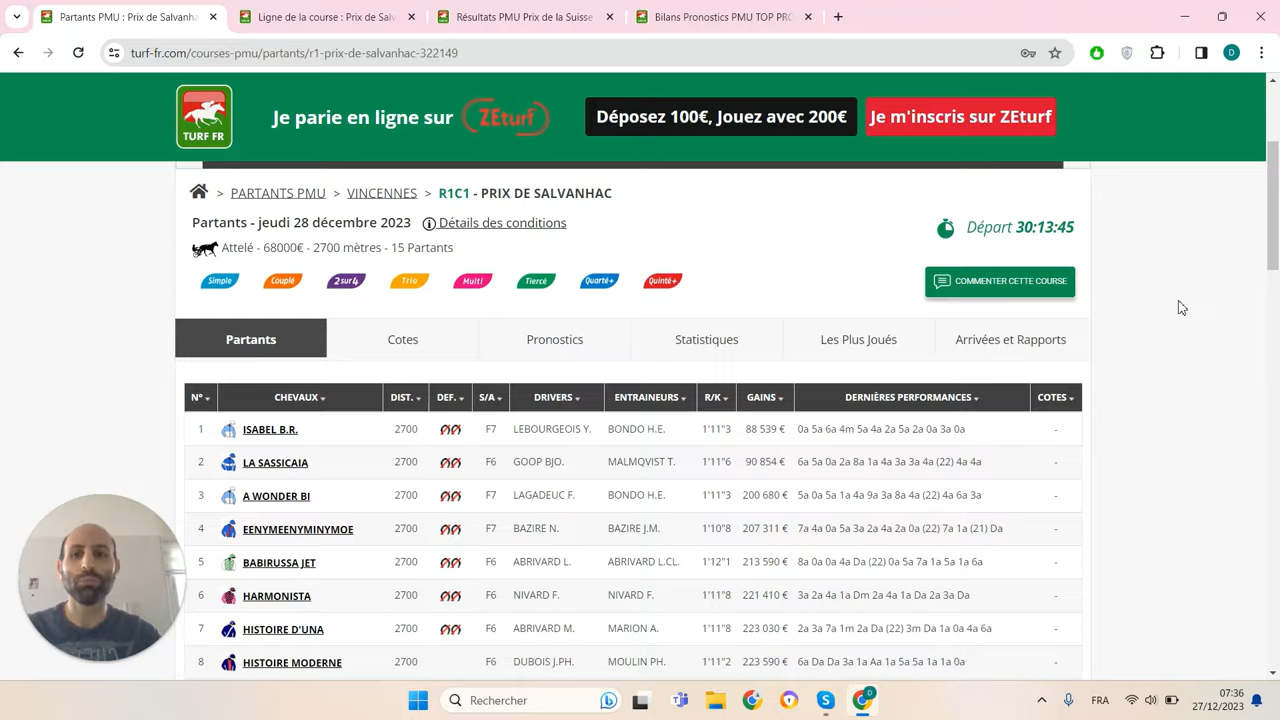 Partants PMU : Prix de Salvanha
Ligne de la course : Prix de Salv
Résultats PMU Prix de la Suisse
Bilans Pronostics PMU TOP PRO
turf-fr.com/courses-pmu/partants/r1-prix-de-salvanhac-322149
D
TURF FR
Je parie en ligne sur ZEturf
Déposez 100€, Jouez avec 200€
Je m'inscris sur ZEturf
> PARTANTS PMU > VINCENNES > R1C1 - PRIX DE SALVANHAC
Partants - jeudi 28 décembre 2023 Détails des conditions
Départ 30:13:45
Attelé - 68000€ - 2700 mètres - 15 Partants
Simple Couplé 2sur4 Trio Multi Tiercé Quarté+ Quinté+
COMMENTER CETTE COURSE
Partants Cotes Pronostics Statistiques Les Plus Joués Arrivées et Rapports
N° CHEVAUX DIST. DEF. S/A DRIVERS ENTRAINEURS R/K GAINS DERNIÈRES PERFORMANCES COTES
1 ISABEL B.R. 2700 F7 LEBOURGEOIS Y. BONDO H.E. 1'11"3 88 539 € 0a 5a 6a 4m 5a 4a 2a 5a 2a 0a 3a 0a -
2 LA SASSICAIA 2700 F6 GOOP BJO. MALMQVIST T. 1'11"6 90 854 € 6a 5a 0a 2a 8a 1a 4a 3a 3a 4a (22) 4a 4a -
3 A WONDER BI 2700 F7 LAGADEUC F. BONDO H.E. 1'11"3 200 680 € 5a 0a 5a 1a 4a 9a 3a 8a 4a (22) 4a 6a 3a -
4 EENYMEENYMINYMOE 2700 F7 BAZIRE N. BAZIRE J.M. 1'10"8 207 311 € 7a 4a 0a 5a 3a 2a 4a 2a 0a (22) 7a 1a (21) Da -
5 BABIRUSSA JET 2700 F6 ABRIVARD L. ABRIVARD L.CL. 1'12"1 213 590 € 8a 0a 0a 4a Da (22) 0a 5a 7a 1a 5a 1a 6a -
6 HARMONISTA 2700 F6 NIVARD F. NIVARD F. 1'11"8 221 410 € 3a 2a 4a 1a Dm 2a 4a 1a Da 2a 3a Da -
7 HISTOIRE D'UNA 2700 F6 ABRIVARD M. MARION A. 1'11"8 223 030 € 2a 3a 7a 1m 2a Da (22) 3m Da 1a 0a 4a 6a -
8 HISTOIRE MODERNE 2700 F6 DUBOIS J.PH. MOULIN PH. 1'11"2 223 590 € 6a Da Da 3a 1a Aa 1a 5a 5a 1a 1a 0a -
Rechercher
D
FRA
07:36
27/12/2023